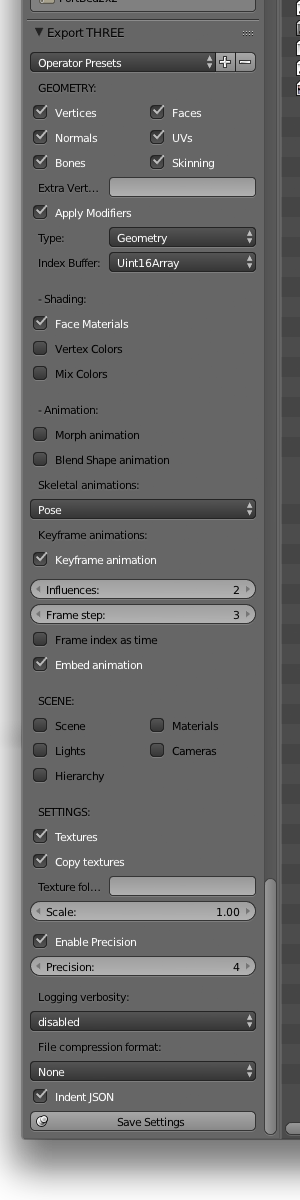 Export THREE
Operator Presets
GEOMETRY:
Vertices Faces
Normals UVs
Bones Skinning
Extra Vert...
Apply Modifiers
Type: Geometry
Index Buffer: Uint16Array
- Shading:
Face Materials
Vertex Colors
Mix Colors
- Animation:
Morph animation
Blend Shape animation
Skeletal animations:
Pose
Keyframe animations:
Keyframe animation
Influences: 2
Frame step: 3
Frame index as time
Embed animation
SCENE:
Scene Materials
Lights Cameras
Hierarchy
SETTINGS:
Textures
Copy textures
Texture fol...
Scale: 1.00
Enable Precision
Precision: 4
Logging verbosity:
disabled
File compression format:
None
Indent JSON
Save Settings